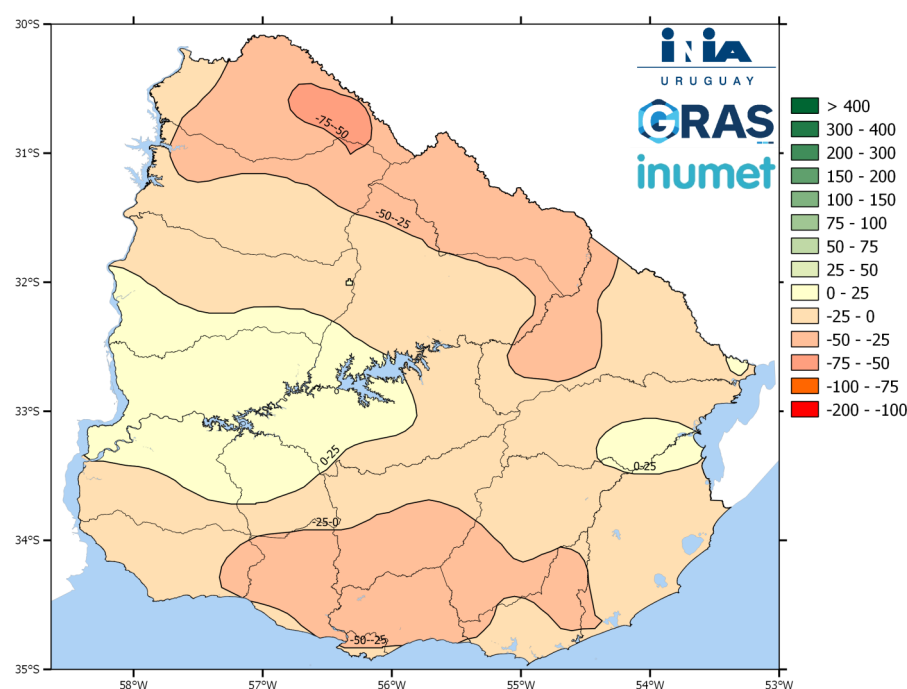 30°S
31°S
32°S
33°S
34°S
35°S
58°W
57°W
56°W
55°W
54°W
53°W
-75--50
-50--25
0-25
0-25
-25-0
-50--25
iNiA
URUGUAY
GRAS
inumet
> 400
300 - 400
200 - 300
150 - 200
100 - 150
75 - 100
50 - 75
25 - 50
0 - 25
-25 - 0
-50 - -25
-75 - -50
-100 - -75
-200 - -100